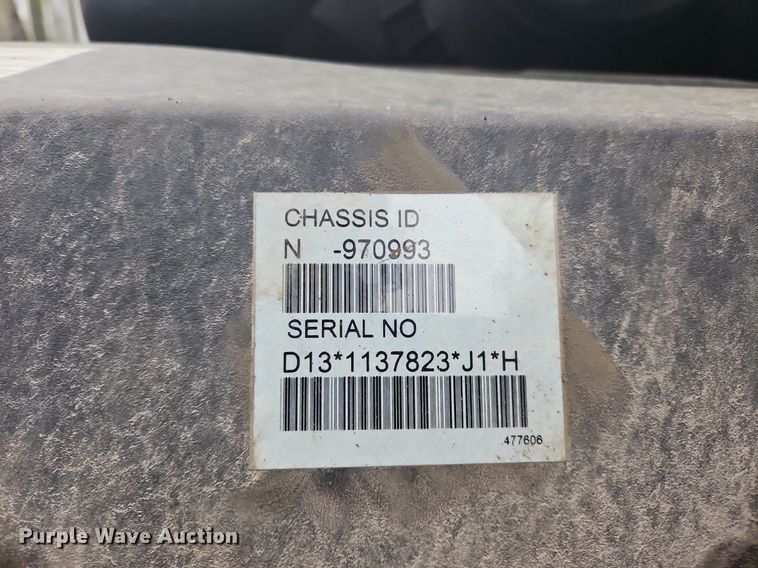 CHASSIS ID
N -970993
SERIAL NO
D13*1137823*J1*H
477606
Purple Wave Auction